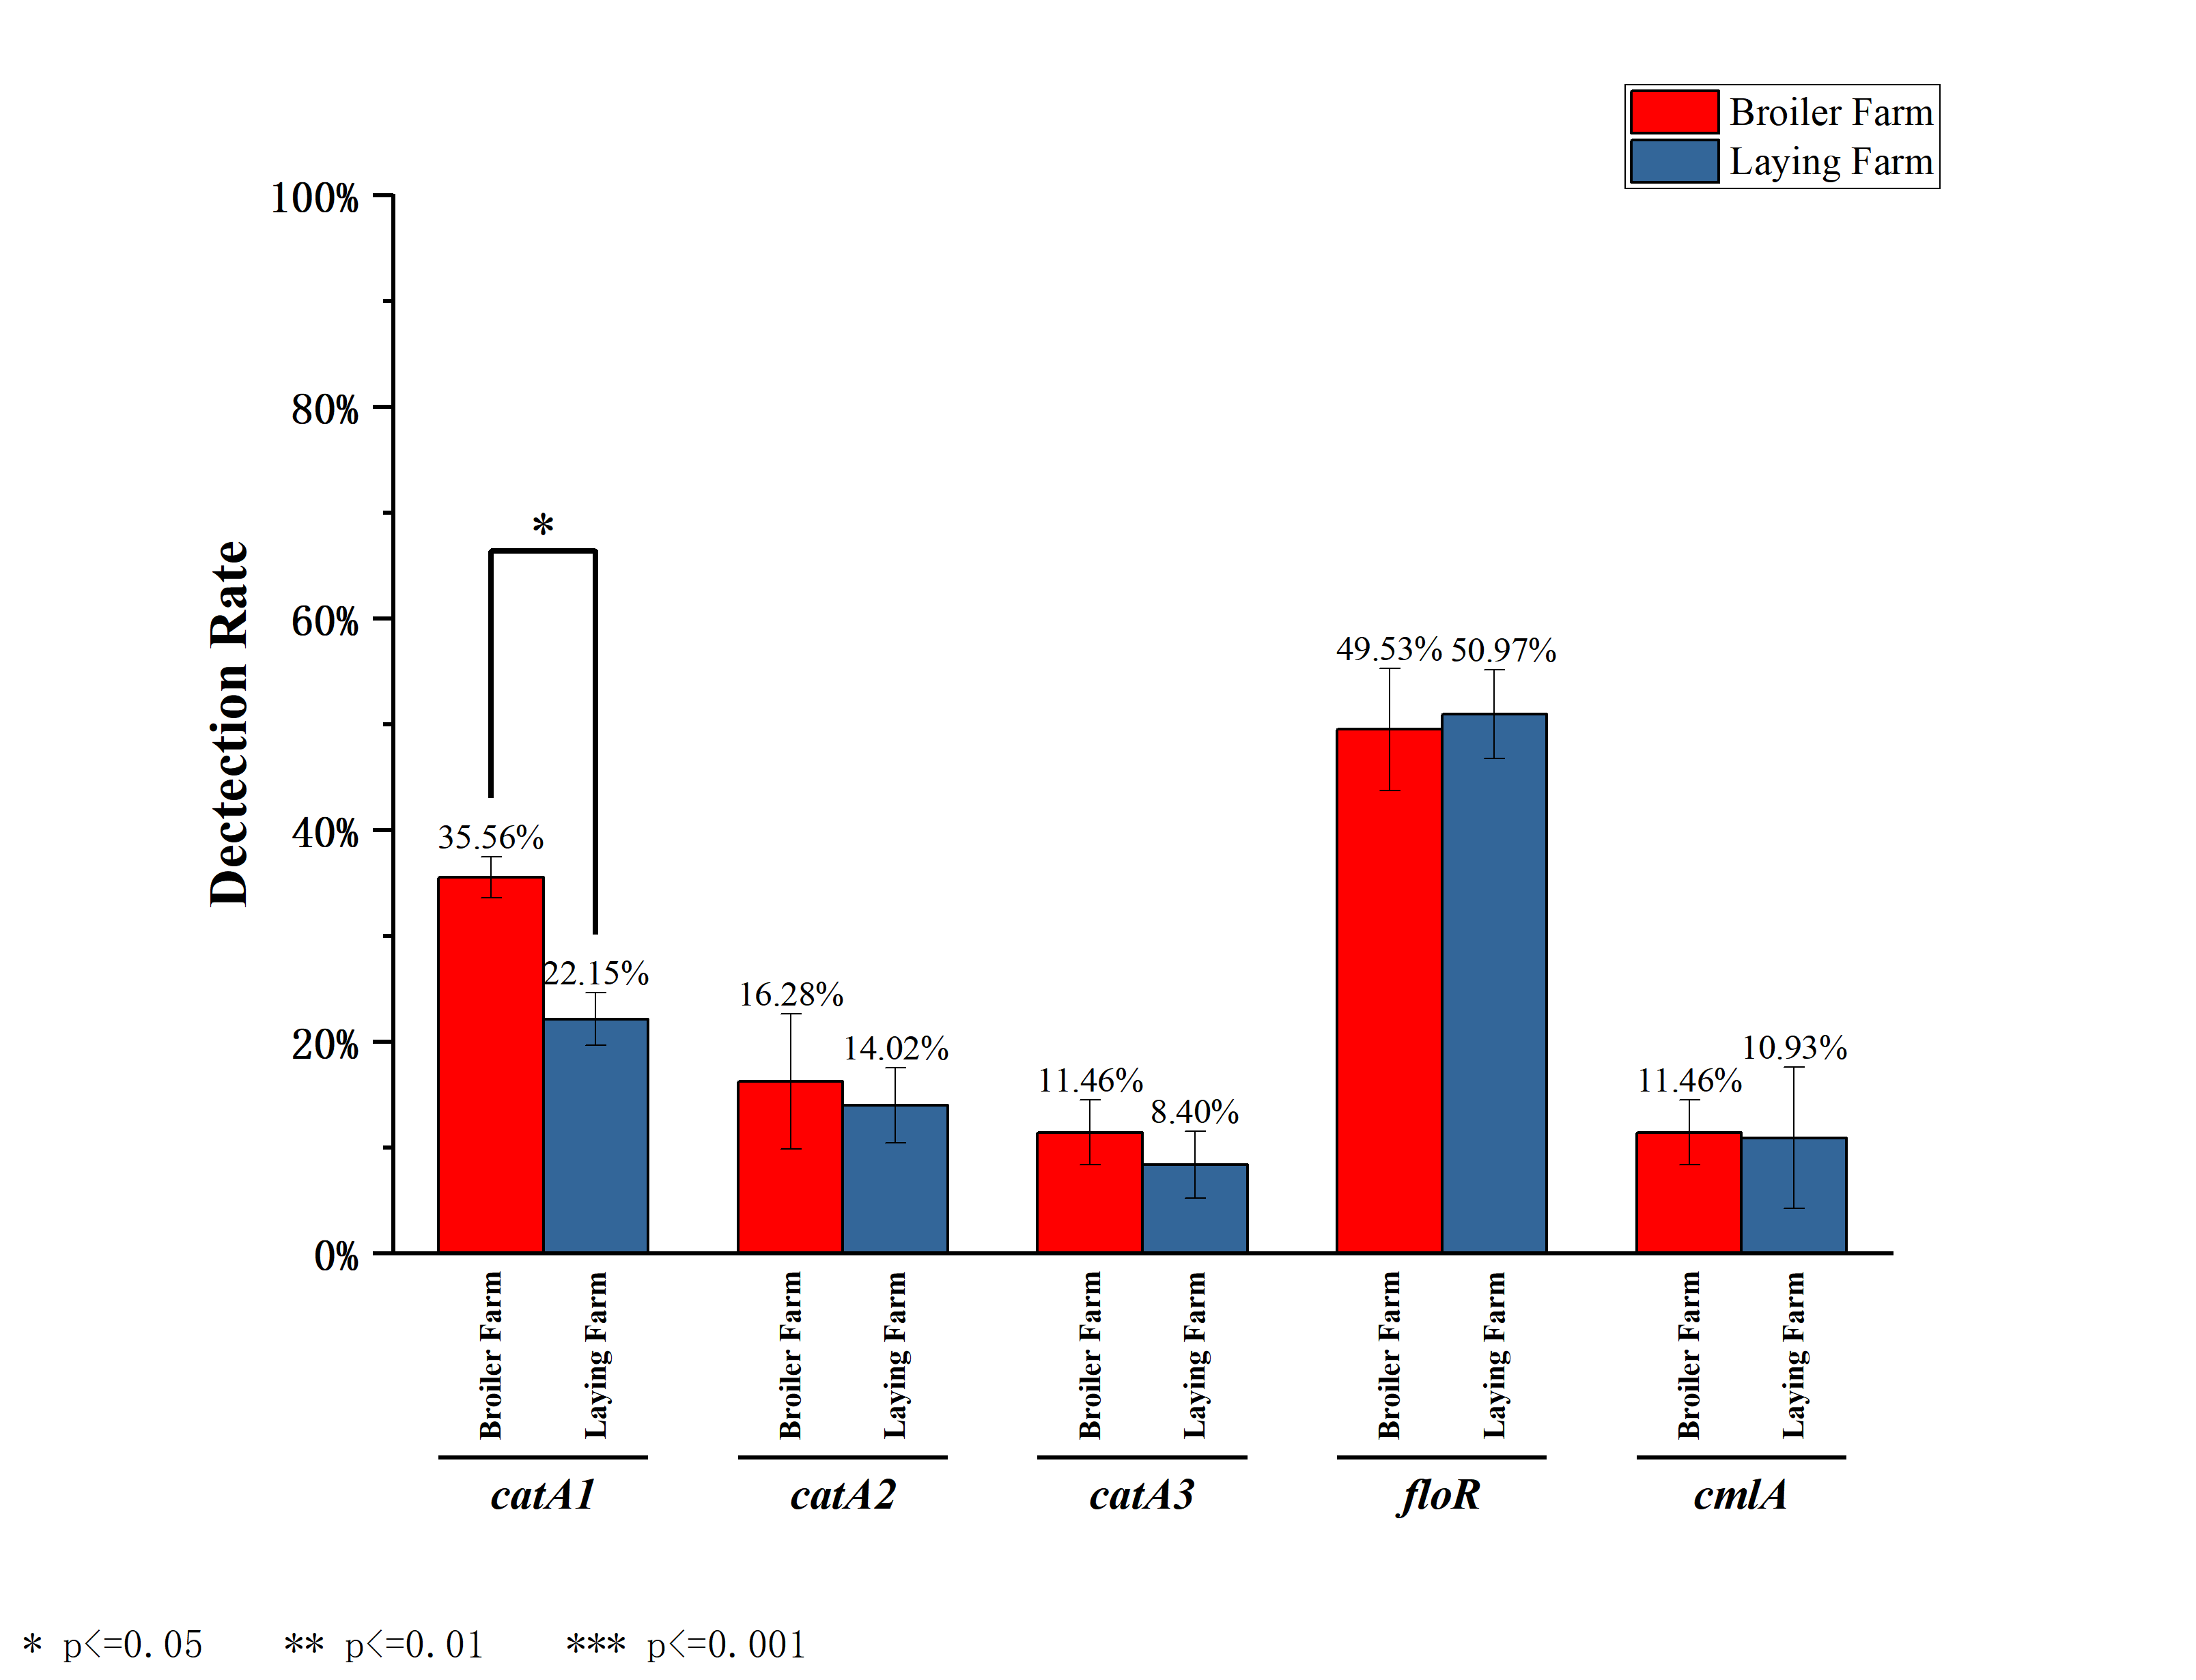 Broiler Farm
Laying Farm
Dectection Rate
100%
80%
60%
40%
20%
0%
*
35.56%
22.15%
16.28%
14.02%
11.46%
8.40%
49.53%
50.97%
11.46%
10.93%
Broiler Farm
Laying Farm
Broiler Farm
Laying Farm
Broiler Farm
Laying Farm
Broiler Farm
Laying Farm
Broiler Farm
Laying Farm
catA1
catA2
catA3
floR
cmlA
* p<=0.05 ** p<=0.01 *** p<=0.001